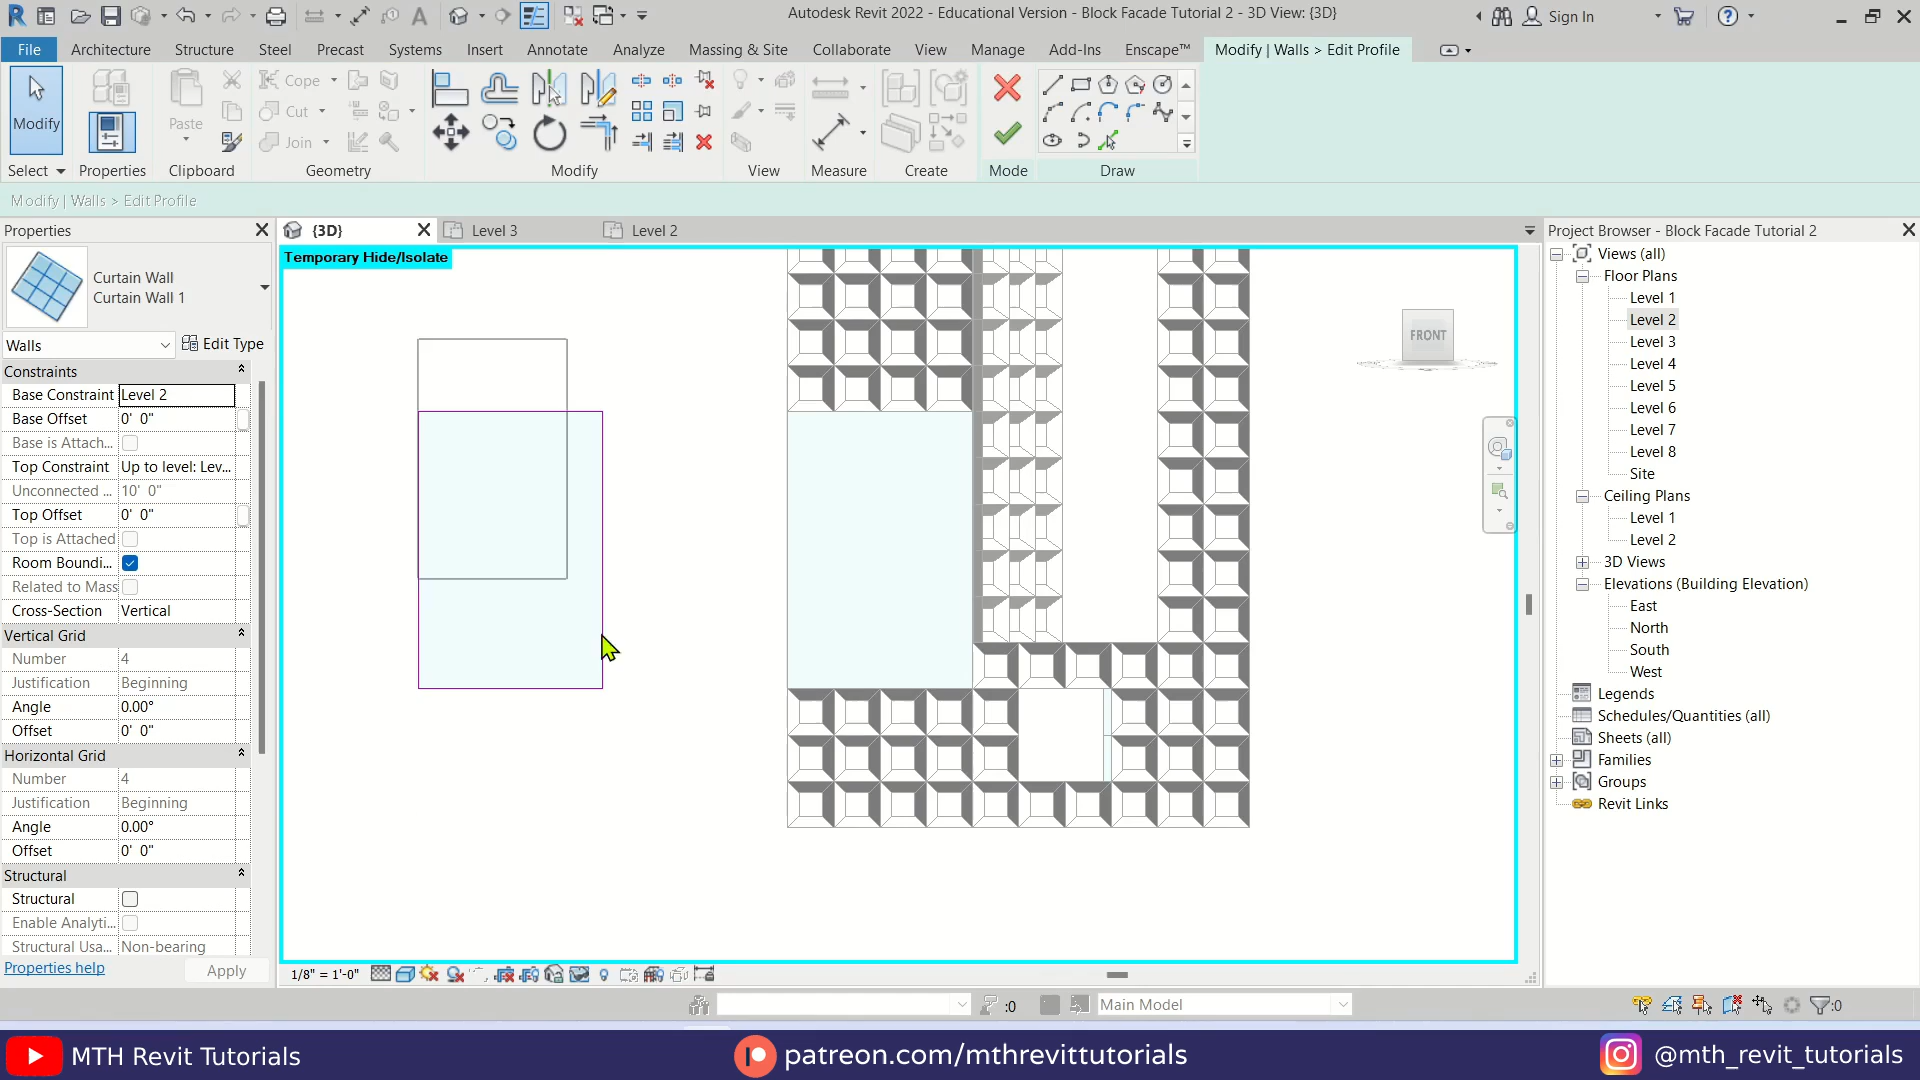 Autodesk Revit 2022 - Educational Version - Block Facade Tutorial 2 - 3D View: {3D}
Sign In
File
Architecture
Structure
Steel
Precast
Systems
Insert
Annotate
Analyze
Massing & Site
Collaborate
View
Manage
Add-Ins
Enscape™
Modify | Walls > Edit Profile
Modify
Paste
Cope
Cut
Join
Select
Properties
Clipboard
Geometry
Modify
View
Measure
Create
Mode
Draw
Modify | Walls > Edit Profile
Properties
{3D}
Level 3
Level 2
Project Browser - Block Facade Tutorial 2
Curtain Wall
Curtain Wall 1
Walls
Edit Type
Constraints
Base Constraint Level 2
Base Offset 0' 0"
Base is Attach...
Top Constraint Up to level: Lev...
Unconnected ... 10' 0"
Top Offset 0' 0"
Top is Attached
Room Boundi...
Related to Mass
Cross-Section Vertical
Vertical Grid
Number 4
Justification Beginning
Angle 0.00°
Offset 0' 0"
Horizontal Grid
Number 4
Justification Beginning
Angle 0.00°
Offset 0' 0"
Structural
Structural
Enable Analyti...
Structural Usa... Non-bearing
Properties help
Apply
Temporary Hide/Isolate
FRONT
1/8" = 1'-0"
Views (all)
Floor Plans
Level 1
Level 2
Level 3
Level 4
Level 5
Level 6
Level 7
Level 8
Site
Ceiling Plans
Level 1
Level 2
3D Views
Elevations (Building Elevation)
East
North
South
West
Legends
Schedules/Quantities (all)
Sheets (all)
Families
Groups
Revit Links
:0
Main Model
:0
MTH Revit Tutorials
patreon.com/mthrevittutorials
@mth_revit_tutorials